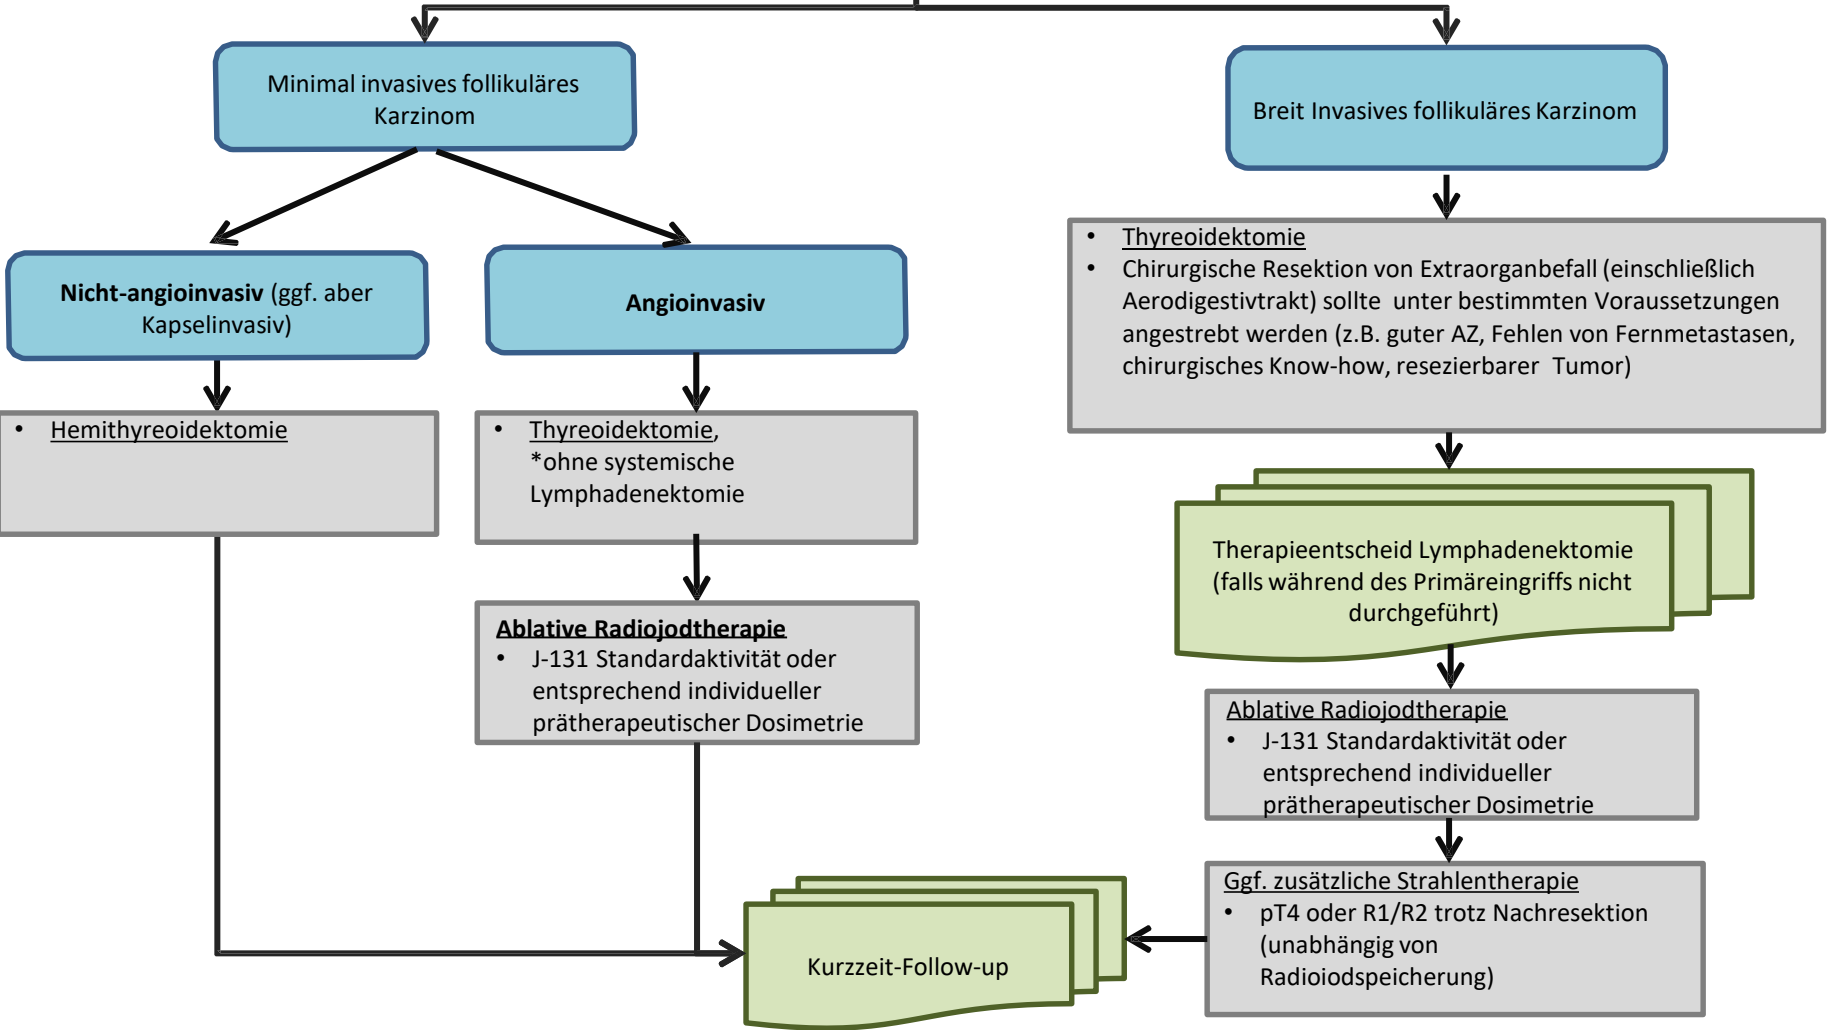 Minimal invasives follikuläres
Karzinom
Breit Invasives follikuläres Karzinom
Nicht-angioinvasiv (ggf. aber
Kapselinvasiv)
Angioinvasiv
• Thyreoidektomie
• Chirurgische Resektion von Extraorganbefall (einschließlich
Aerodigestivtrakt) sollte unter bestimmten Voraussetzungen
angestrebt werden (z.B. guter AZ, Fehlen von Fernmetastasen,
chirurgisches Know-how, resezierbarer Tumor)
• Hemithyreoidektomie
• Thyreoidektomie,
*ohne systemische
Lymphadenektomie
Therapieentscheid Lymphadenektomie
(falls während des Primäreingriffs nicht
durchgeführt)
Ablative Radiojodtherapie
• J-131 Standardaktivität oder
entsprechend individueller
prätherapeutischer Dosimetrie
Ablative Radiojodtherapie
• J-131 Standardaktivität oder
entsprechend individueller
prätherapeutischer Dosimetrie
Ggf. zusätzliche Strahlentherapie
• pT4 oder R1/R2 trotz Nachresektion
(unabhängig von
Radioiodspeicherung)
Kurzzeit-Follow-up